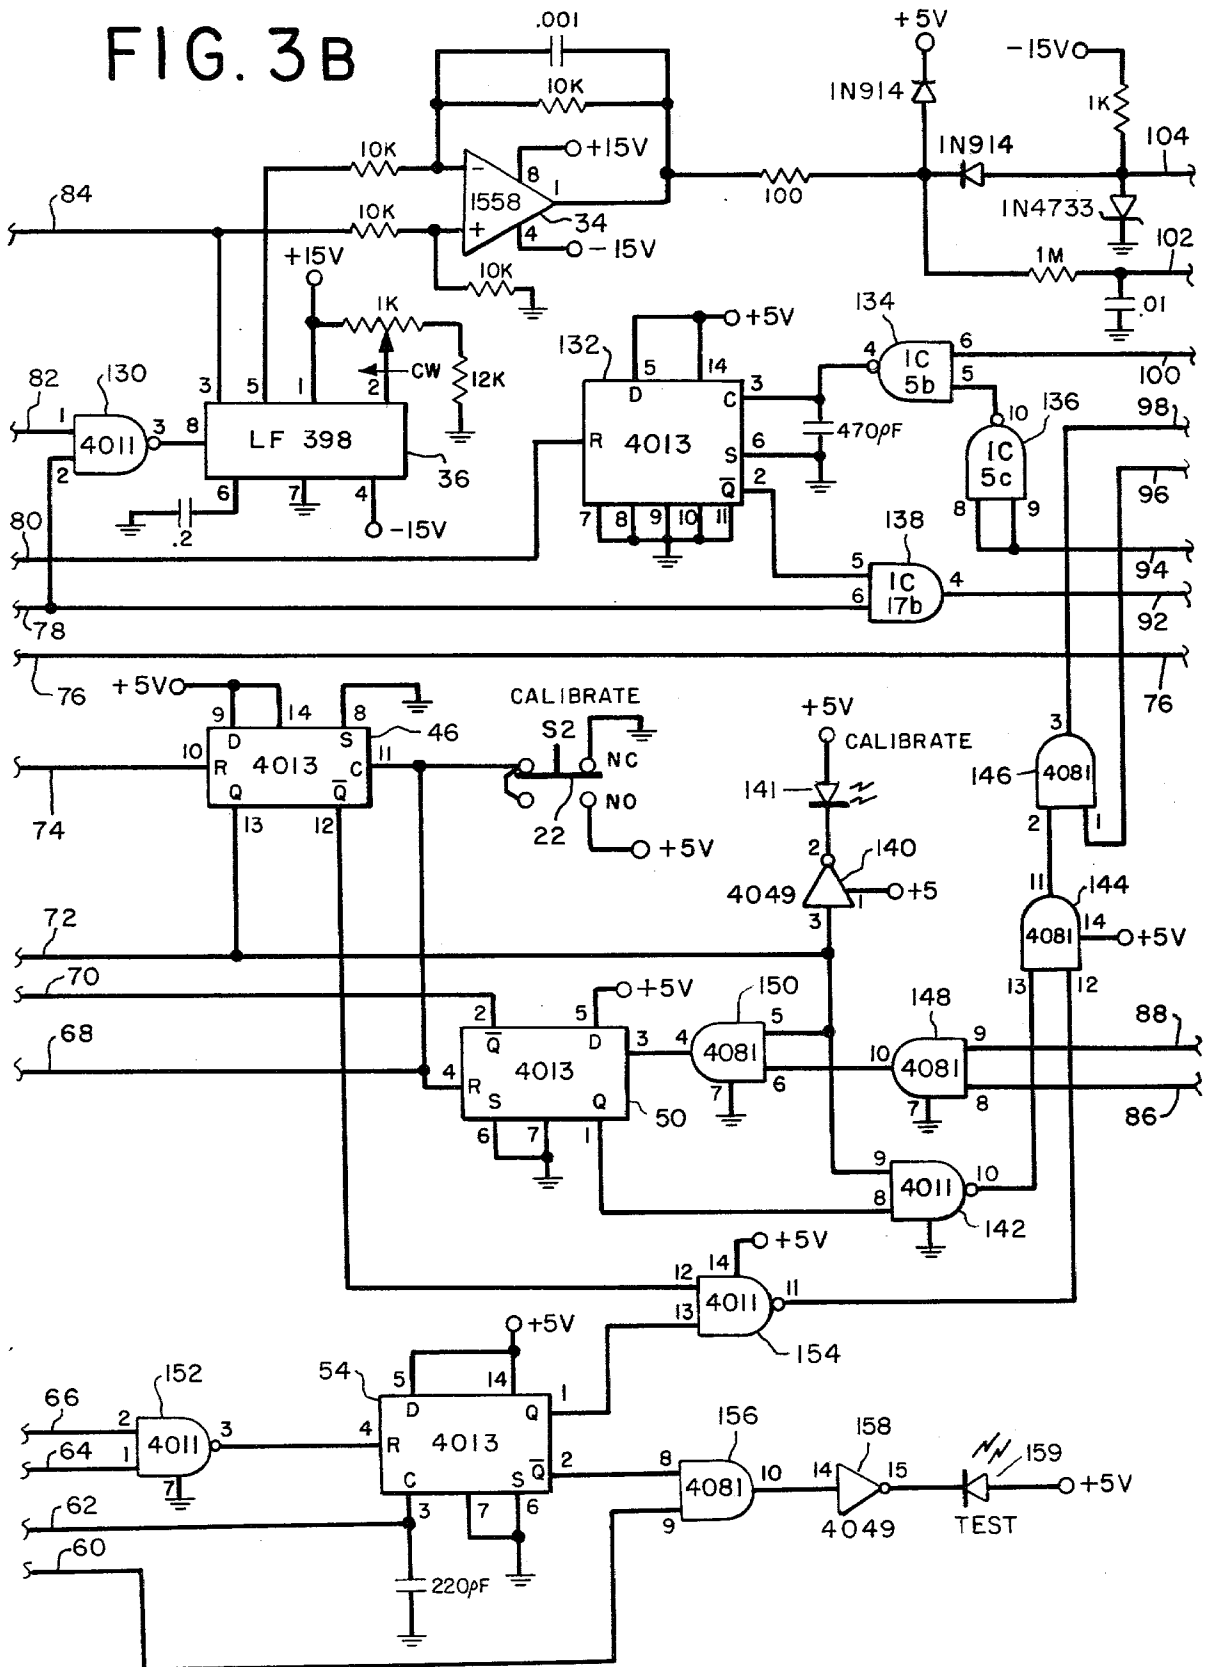 FIG. 3B
.001
10K
+5V
-15V
1N914
1K
1N914
104
10K
+15V
8
1
1558
34
4
-15V
100
1N4733
84
10K
10K
+15V
1M
102
.01
1K
CW
12K
132
+5V
5
14
D
C
3
R
4013
S
6
Q
2
7
8
9
10
11
470pF
134
4
1C
5b
6
5
100
10
136
1C
5c
8
9
98
96
94
82
130
1
4011
3
2
3
5
1
2
8
LF 398
36
6
7
4
.2
-15V
80
138
5
1C
17b
4
6
92
78
76
76
+5V
9
14
8
46
D
S
10
R
4013
C
11
Q
Q
13
12
74
CALIBRATE
S2
NC
NO
22
+5V
+5V
CALIBRATE
141
2
140
4049
1
+5
3
3
146
4081
2
1
11
144
14
4081
+5V
13
12
72
70
68
2
5
+5V
Q
D
3
4
R
4013
S
Q
6
7
1
50
150
4
4081
5
6
7
148
10
4081
9
8
7
88
86
9
4011
10
8
142
+5V
14
12
4011
11
13
154
+5V
54
5
14
D
Q
1
4
R
4013
C
S
Q
2
3
7
6
220pF
152
66
2
4011
3
64
1
7
62
60
156
8
4081
10
9
158
14
15
4049
159
+5V
TEST